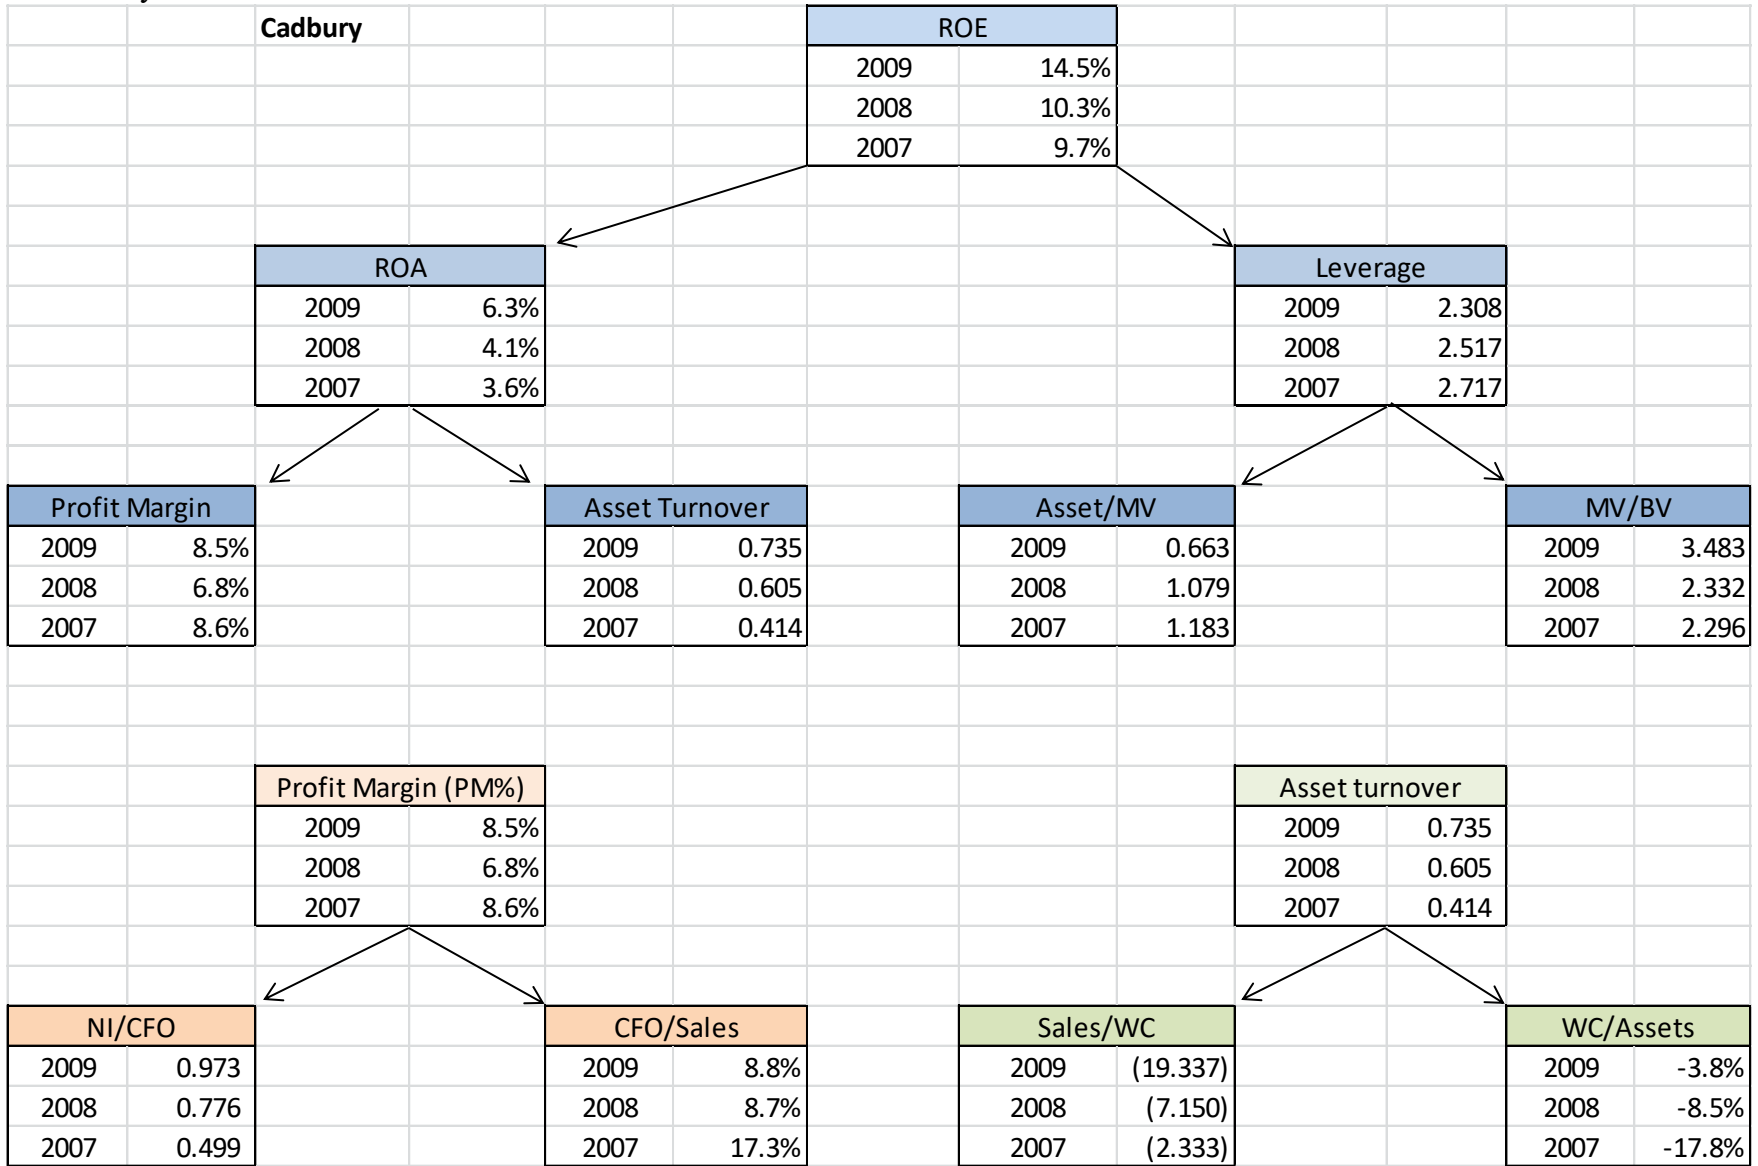 Cadbury ROE
2009 14.5%
2008 10.3%
2007 9.7%
ROA Leverage
2009 6.3% 2009 2.308
2008 4.1% 2008 2.517
2007 3.6% 2007 2.717
Profit Margin Asset Turnover Asset/MV MV/BV
2009 8.5% 2009 0.735 2009 0.663 2009 3.483
2008 6.8% 2008 0.605 2008 1.079 2008 2.332
2007 8.6% 2007 0.414 2007 1.183 2007 2.296
Profit Margin (PM%) Asset turnover
2009 8.5% 2009 0.735
2008 6.8% 2008 0.605
2007 8.6% 2007 0.414
NI/CFO CFO/Sales Sales/WC WC/Assets
2009 0.973 2009 8.8% 2009 (19.337) 2009 -3.8%
2008 0.776 2008 8.7% 2008 (7.150) 2008 -8.5%
2007 0.499 2007 17.3% 2007 (2.333) 2007 -17.8%